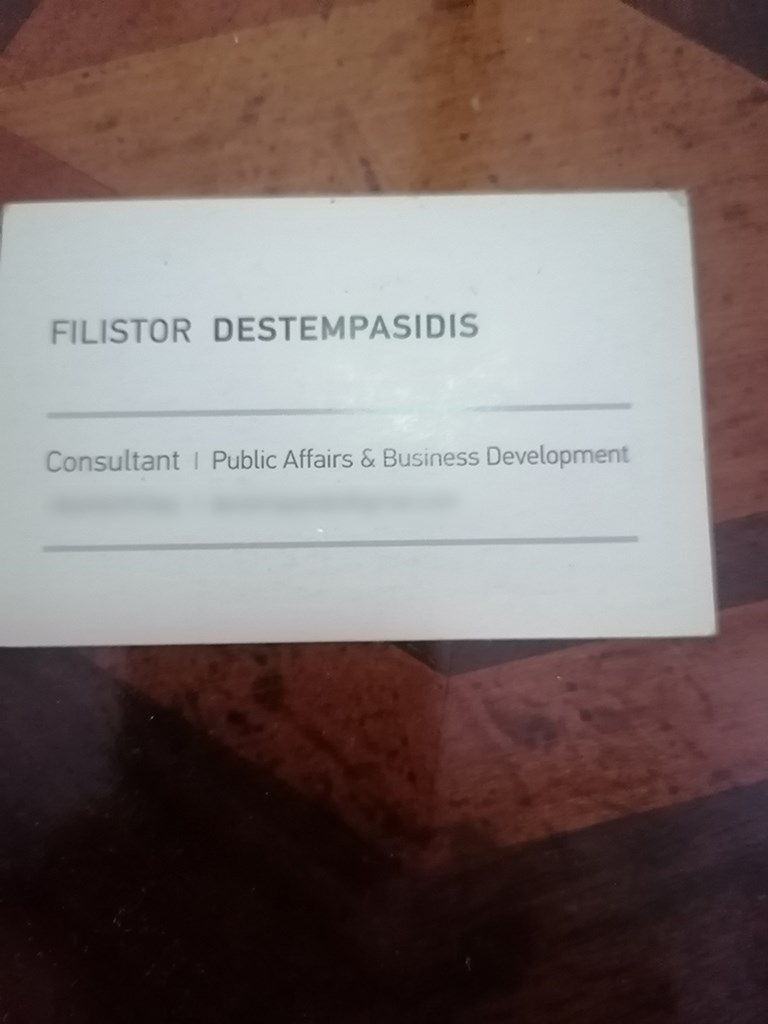 FILISTOR DESTEMPASIDIS
Consultant | Public Affairs & Business Development